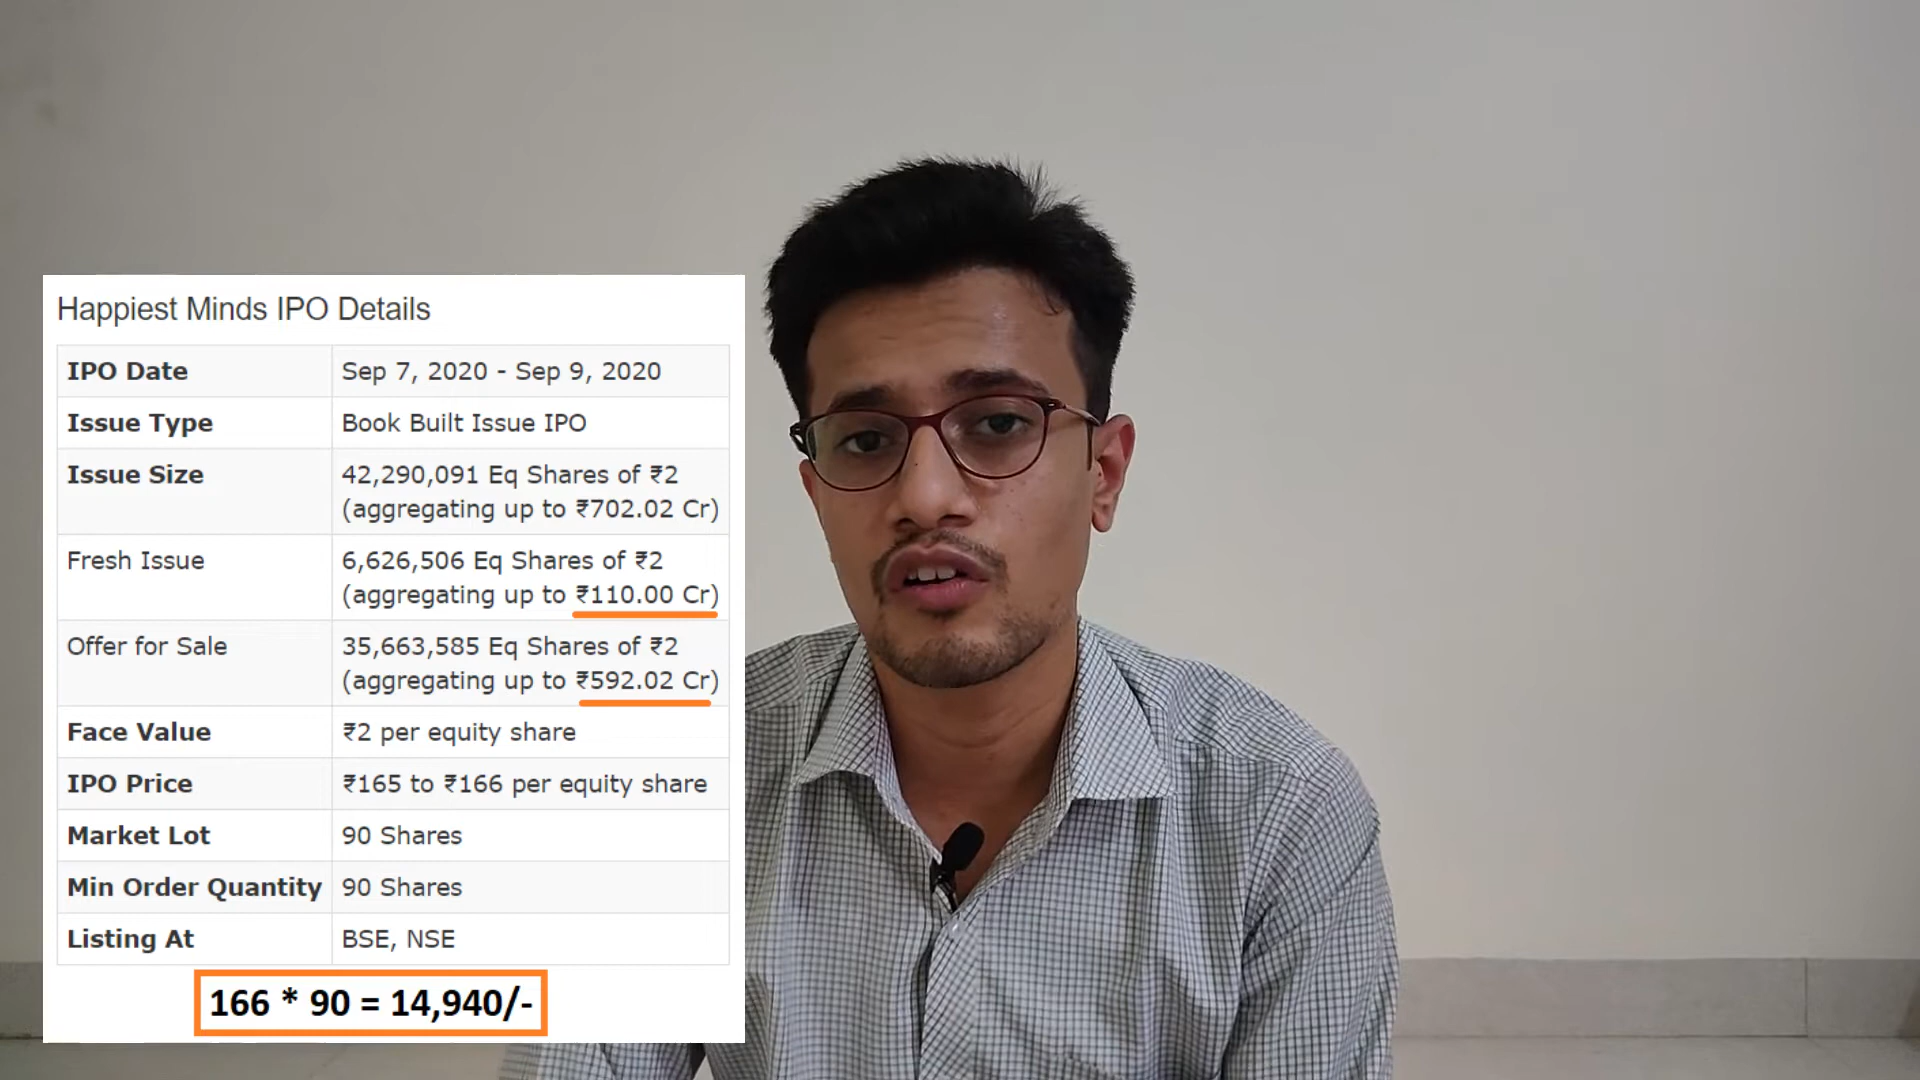 Happiest Minds IPO Details
IPO Date Sep 7, 2020 - Sep 9, 2020
Issue Type Book Built Issue IPO
Issue Size 42,290,091 Eq Shares of ₹2
(aggregating up to ₹702.02 Cr)
Fresh Issue 6,626,506 Eq Shares of ₹2
(aggregating up to ₹110.00 Cr)
Offer for Sale 35,663,585 Eq Shares of ₹2
(aggregating up to ₹592.02 Cr)
Face Value ₹2 per equity share
IPO Price ₹165 to ₹166 per equity share
Market Lot 90 Shares
Min Order Quantity 90 Shares
Listing At BSE, NSE
166 * 90 = 14,940/-